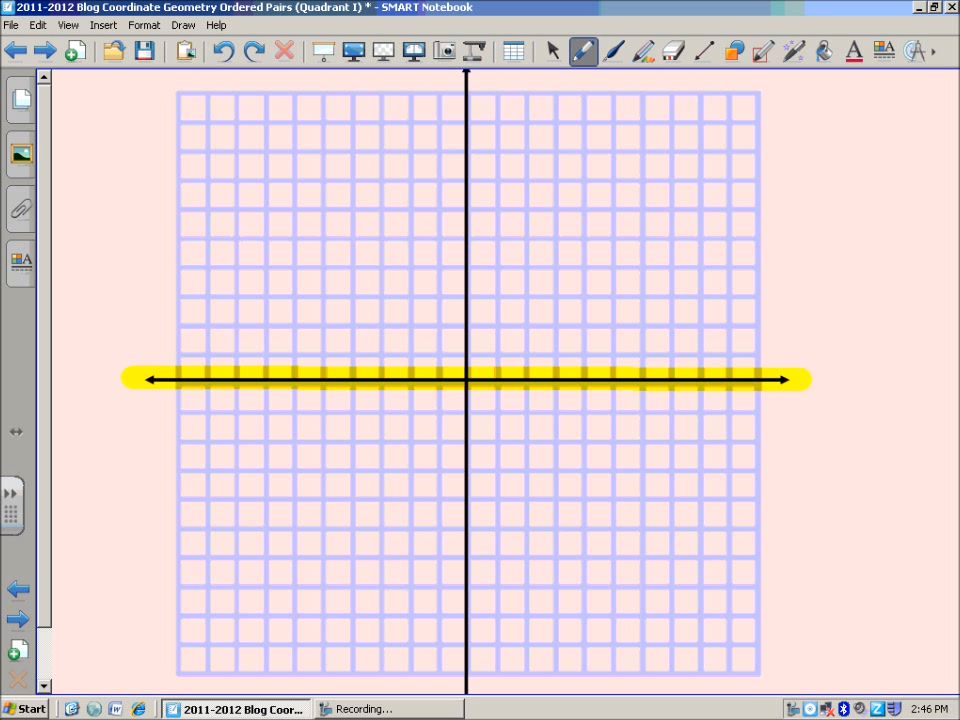 2011-2012 Blog Coordinate Geometry Ordered Pairs (Quadrant I) * - SMART Notebook
File Edit View Insert Format Draw Help
Start 2011-2012 Blog Coor... Recording... 2:46 PM